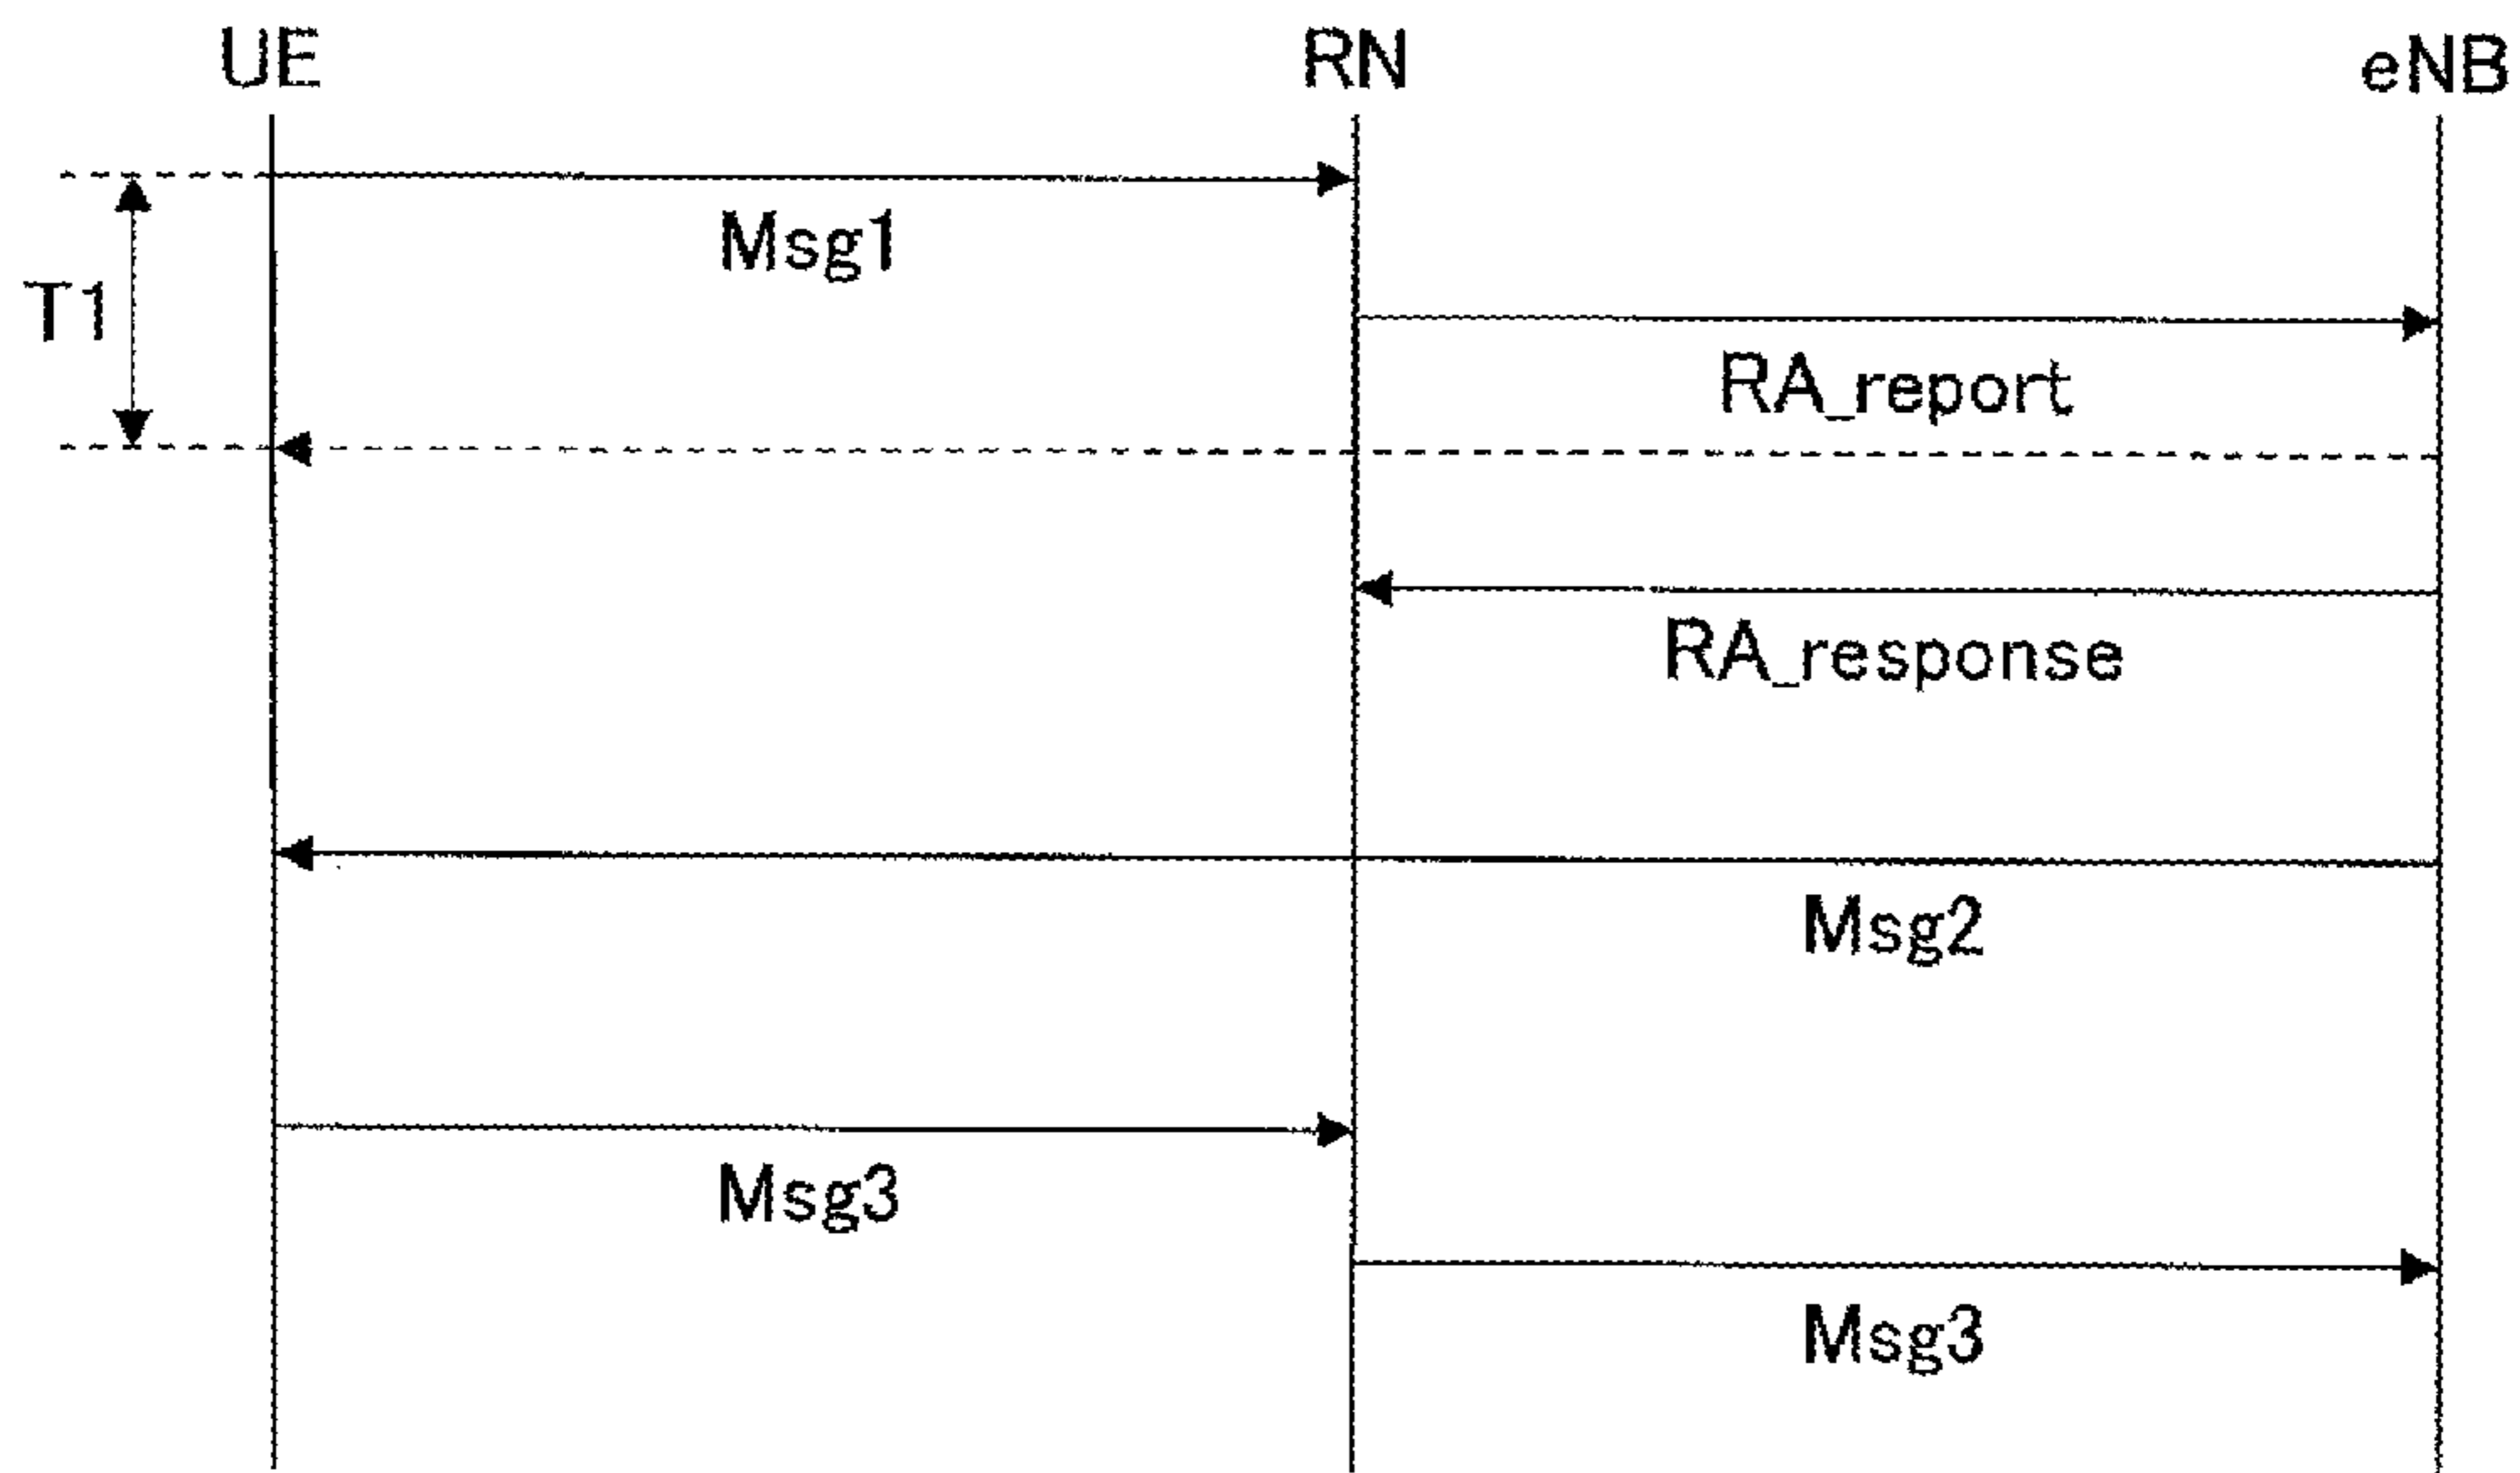 UE RN eNB
Msg1
T1
RA_report
RA_response
Msg2
Msg3
Msg3